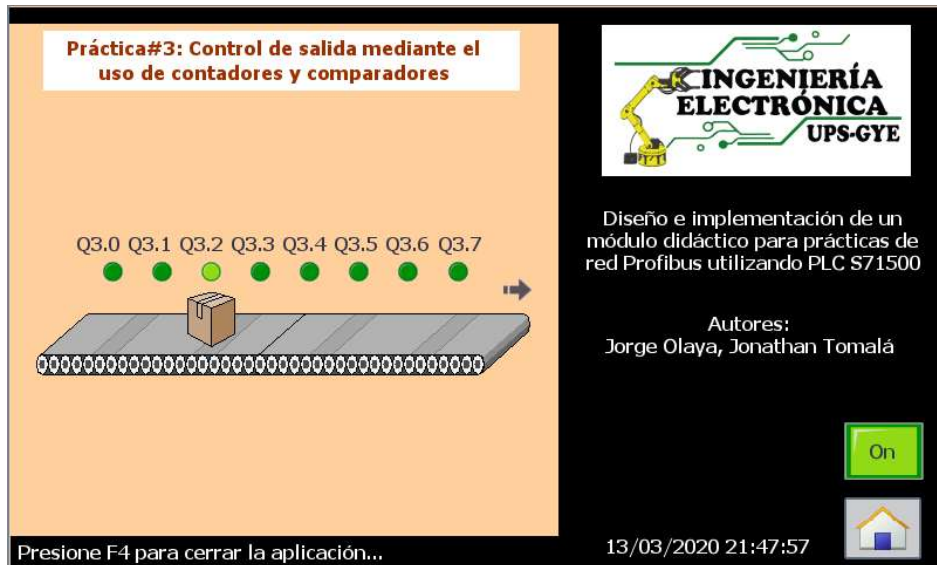 Práctica#3: Control de salida mediante el
uso de contadores y comparadores
INGENIERÍA
ELECTRÓNICA
UPS-GYE
Q3.0 Q3.1 Q3.2 Q3.3 Q3.4 Q3.5 Q3.6 Q3.7
Diseño e implementación de un
módulo didáctico para prácticas de
red Profibus utilizando PLC S71500
Autores:
Jorge Olaya, Jonathan Tomalá
On
13/03/2020 21:47:57
Presione F4 para cerrar la aplicación...